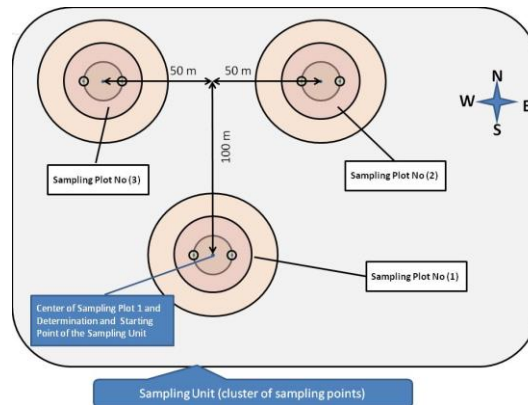 50 m
50 m
N
W
E
S
100 m
Sampling Plot No (3)
Sampling Plot No (2)
Sampling Plot No (1)
Center of Sampling Plot 1 and
Determination and Starting
Point of the Sampling Unit
Sampling Unit (cluster of sampling points)